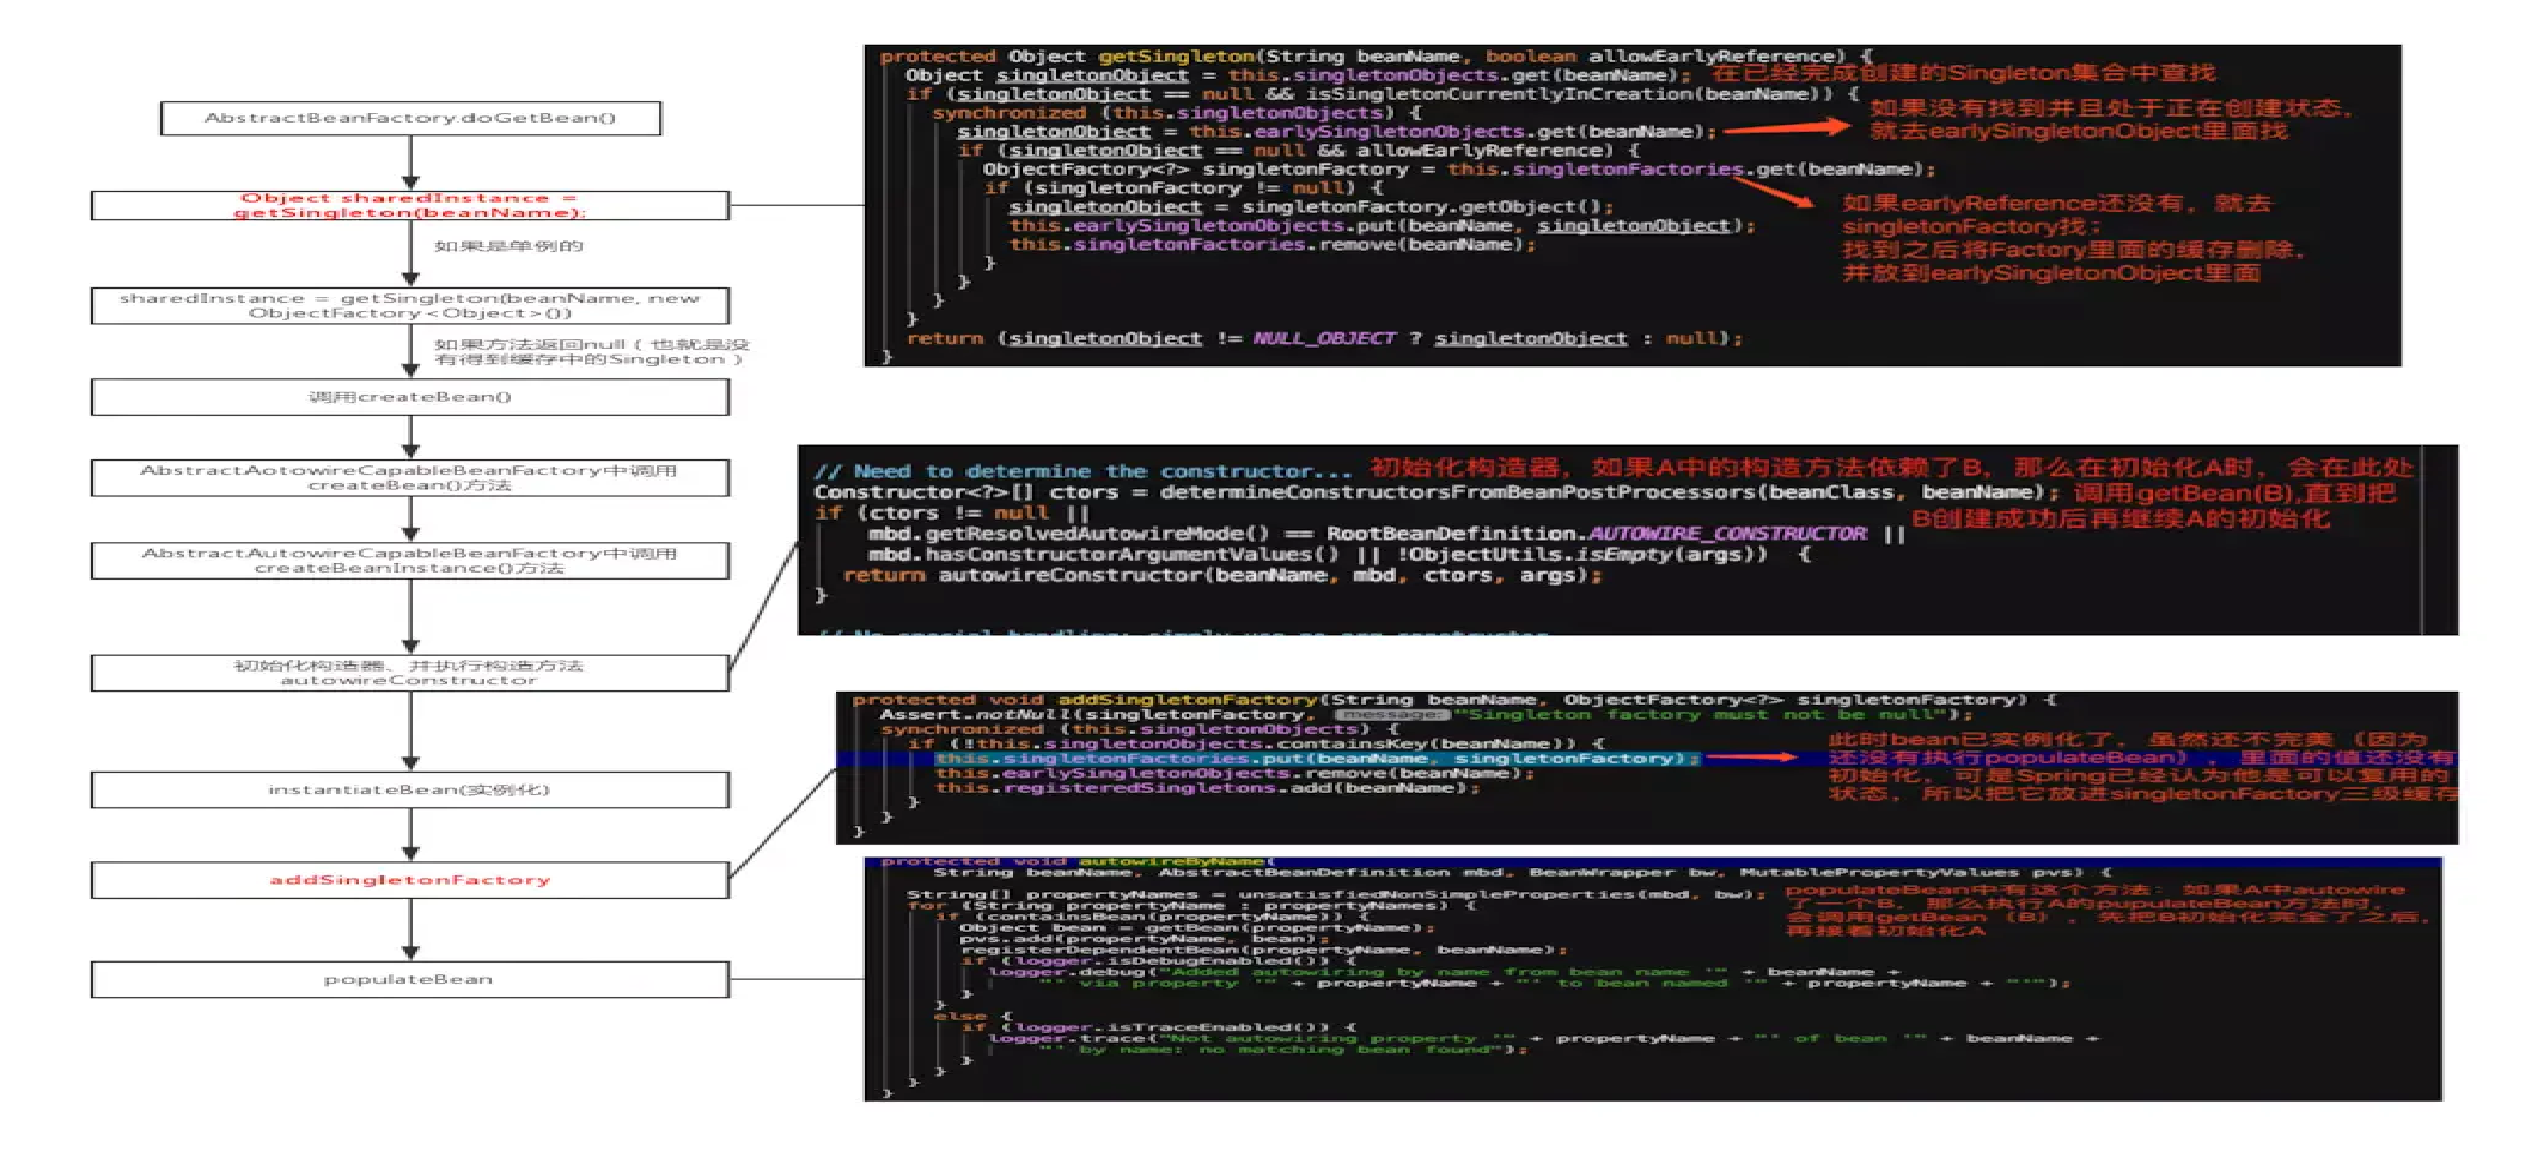 AbstractBeanFactory.doGetBean()
Object sharedInstance =
getSingleton(beanName);
如果是单例的
sharedInstance = getSingleton(beanName, new
ObjectFactory<Object>())
如果方法返回null（也就是没
有得到缓存中的Singleton）
调用createBean()
AbstractAotowireCapableBeanFactory中调用
createBean()方法
AbstractAutowireCapableBeanFactory中调用
createBeanInstance()方法
初始化构造器、并执行构造方法
autowireConstructor
instantiateBean(实例化)
addSingletonFactory
populateBean
protected Object getSingleton(String beanName, boolean allowEarlyReference) {
Object singletonObject = this.singletonObjects.get(beanName); 在已经完成创建的Singleton集合中查找
if (singletonObject == null && isSingletonCurrentlyInCreation(beanName)) {
如果没有找到并且处于正在创建状态，
synchronized (this.singletonObjects) {
singletonObject = this.earlySingletonObjects.get(beanName); 就去earlySingletonObject里面找
if (singletonObject == null && allowEarlyReference) {
ObjectFactory<?> singletonFactory = this.singletonFactories.get(beanName);
if (singletonFactory != null) {
singletonObject = singletonFactory.getObject(); 如果earlyReference还没有，就去
this.earlySingletonObjects.put(beanName, singletonObject); singletonFactory找；
this.singletonFactories.remove(beanName); 找到之后将Factory里面的缓存删除，
}
并放到earlySingletonObject里面
}
}
}
return (singletonObject != NULL_OBJECT ? singletonObject : null);
}
// Need to determine the constructor... 初始化构造器，如果A中的构造方法依赖了B，那么在初始化A时，会在此处
Constructor<?>[] ctors = determineConstructorsFromBeanPostProcessors(beanClass, beanName); 调用getBean(B),直到把
if (ctors != null || B创建成功后再继续A的初始化
mbd.getResolvedAutowireMode() == RootBeanDefinition.AUTOWIRE_CONSTRUCTOR ||
mbd.hasConstructorArgumentValues() || !ObjectUtils.isEmpty(args)) {
return autowireConstructor(beanName, mbd, ctors, args);
}
protected void addSingletonFactory(String beanName, ObjectFactory<?> singletonFactory) {
Assert.notNull(singletonFactory, message: "Singleton factory must not be null");
synchronized (this.singletonObjects) {
if (!this.singletonObjects.containsKey(beanName)) { 此时bean已实例化了，虽然还不完美（因为
this.singletonFactories.put(beanName, singletonFactory); 还没有执行populateBean），里面的值还没有
this.earlySingletonObjects.remove(beanName); 初始化，可是Spring已经认为他是可以复用的
this.registeredSingletons.add(beanName); 状态，所以把它放进singletonFactory三级缓存
}
}
}
protected void autowireByName(
String beanName, AbstractBeanDefinition mbd, BeanWrapper bw, MutablePropertyValues pvs) {
String[] propertyNames = unsatisfiedNonSimpleProperties(mbd, bw); populateBean中有这个方法：如果A中autowire
for (String propertyName : propertyNames) { 了一个B，那么执行A的pupulateBean方法时，
if (containsBean(propertyName)) { 会调用getBean（B），先把B初始化完全了之后，
Object bean = getBean(propertyName); 再接着初始化A
pvs.add(propertyName, bean);
registerDependentBean(propertyName, beanName);
if (logger.isDebugEnabled()) {
logger.debug("Added autowiring by name from bean name '" + beanName +
"' via property '" + propertyName + "' to bean named '" + propertyName + "'");
}
}
else {
if (logger.isTraceEnabled()) {
logger.trace("Not autowiring property '" + propertyName + "' of bean '" + beanName +
"' by name: no matching bean found");
}
}
}
}